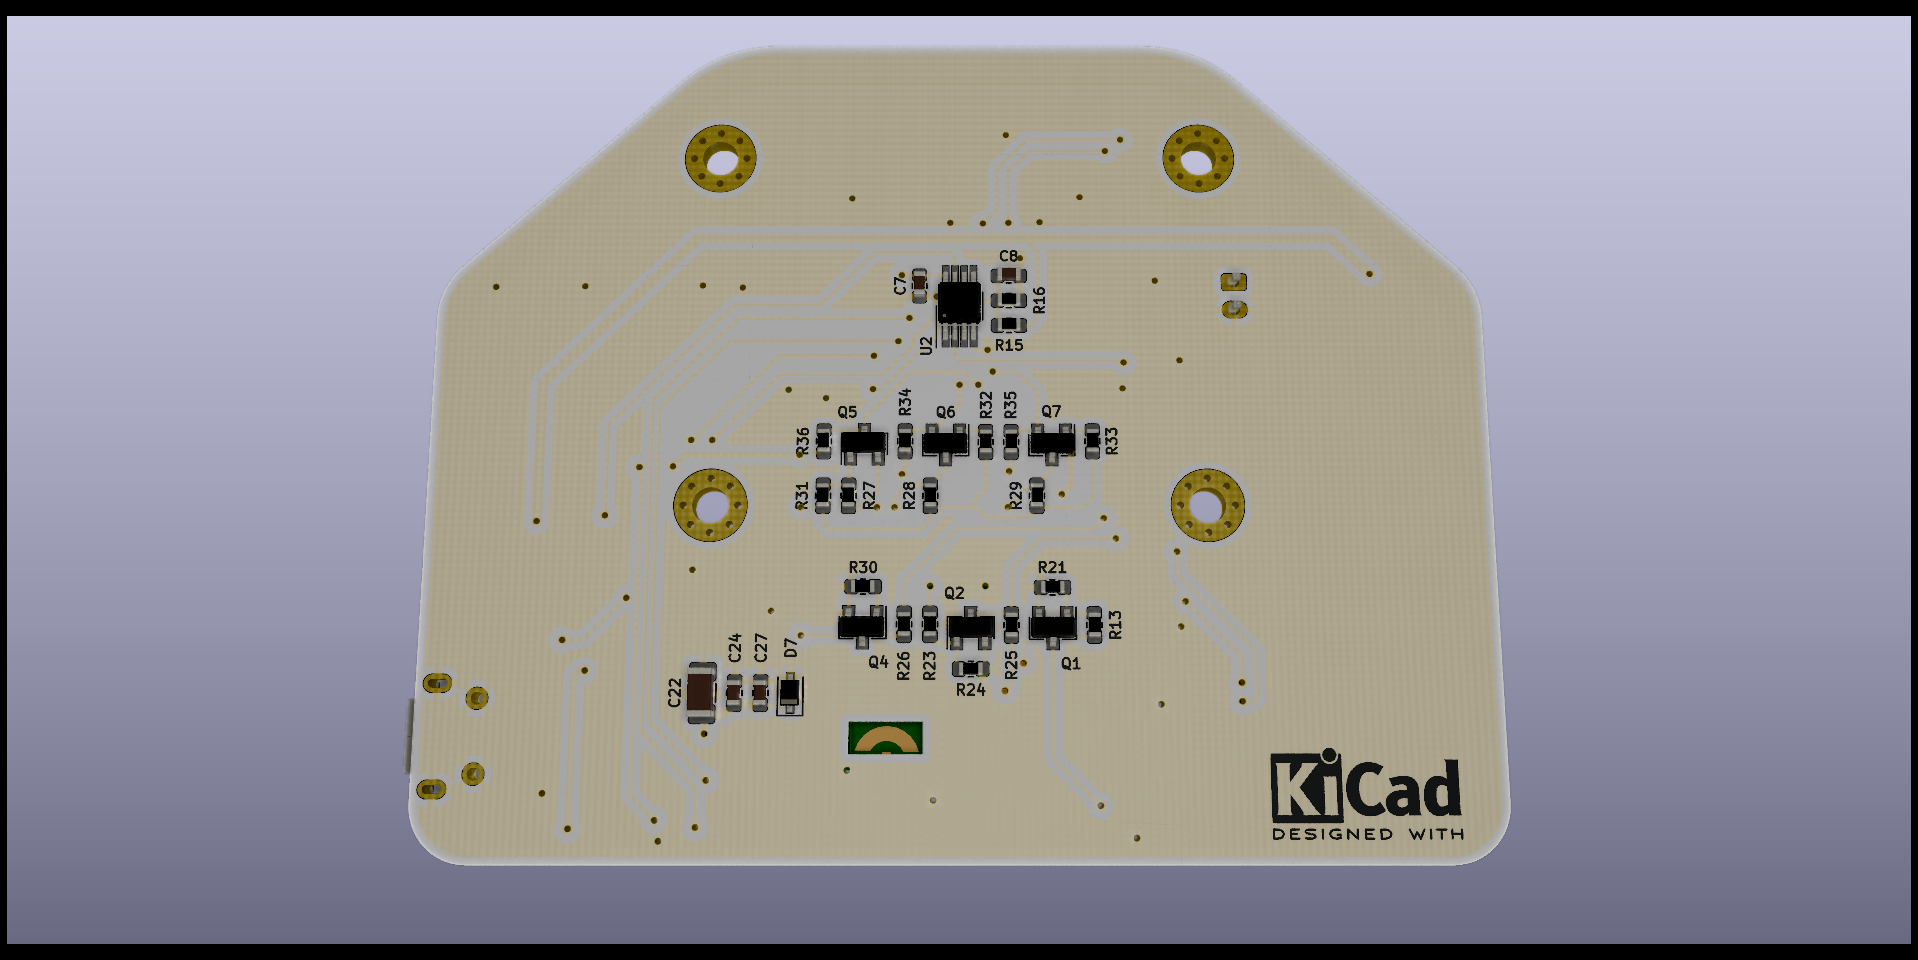 C8
C7
R16
U2
R15
Q5
R34
Q6
R32
R35
Q7
R36
R33
R31
R27
R28
R29
R30
R21
Q2
R13
C24
C27
D7
Q4
R26
R23
R25
Q1
C22
R24
KiCad
DESIGNED WITH